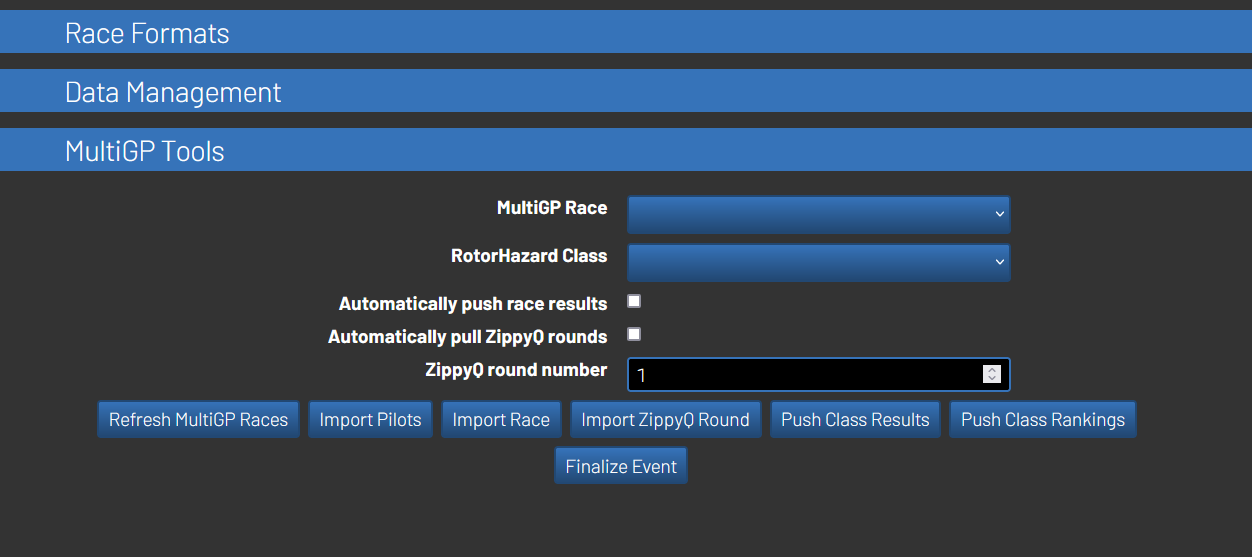 Race Formats
Data Management
MultiGP Tools
MultiGP Race
RotorHazard Class
Automatically push race results
Automatically pull ZippyQ rounds
ZippyQ round number 1
Refresh MultiGP Races Import Pilots Import Race Import ZippyQ Round Push Class Results Push Class Rankings
Finalize Event